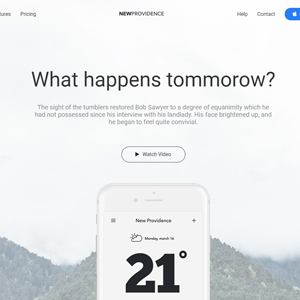 tures Pricing NEWPROVIDENCE Help Contact
What happens tommorow?
The sight of the tumblers restored Bob Sawyer to a degree of equanimity which he
had not possessed since his interview with his landlady. His face brightened up, and
he began to feel quite convivial.
Watch Video
New Providence
Monday, march 16
21°